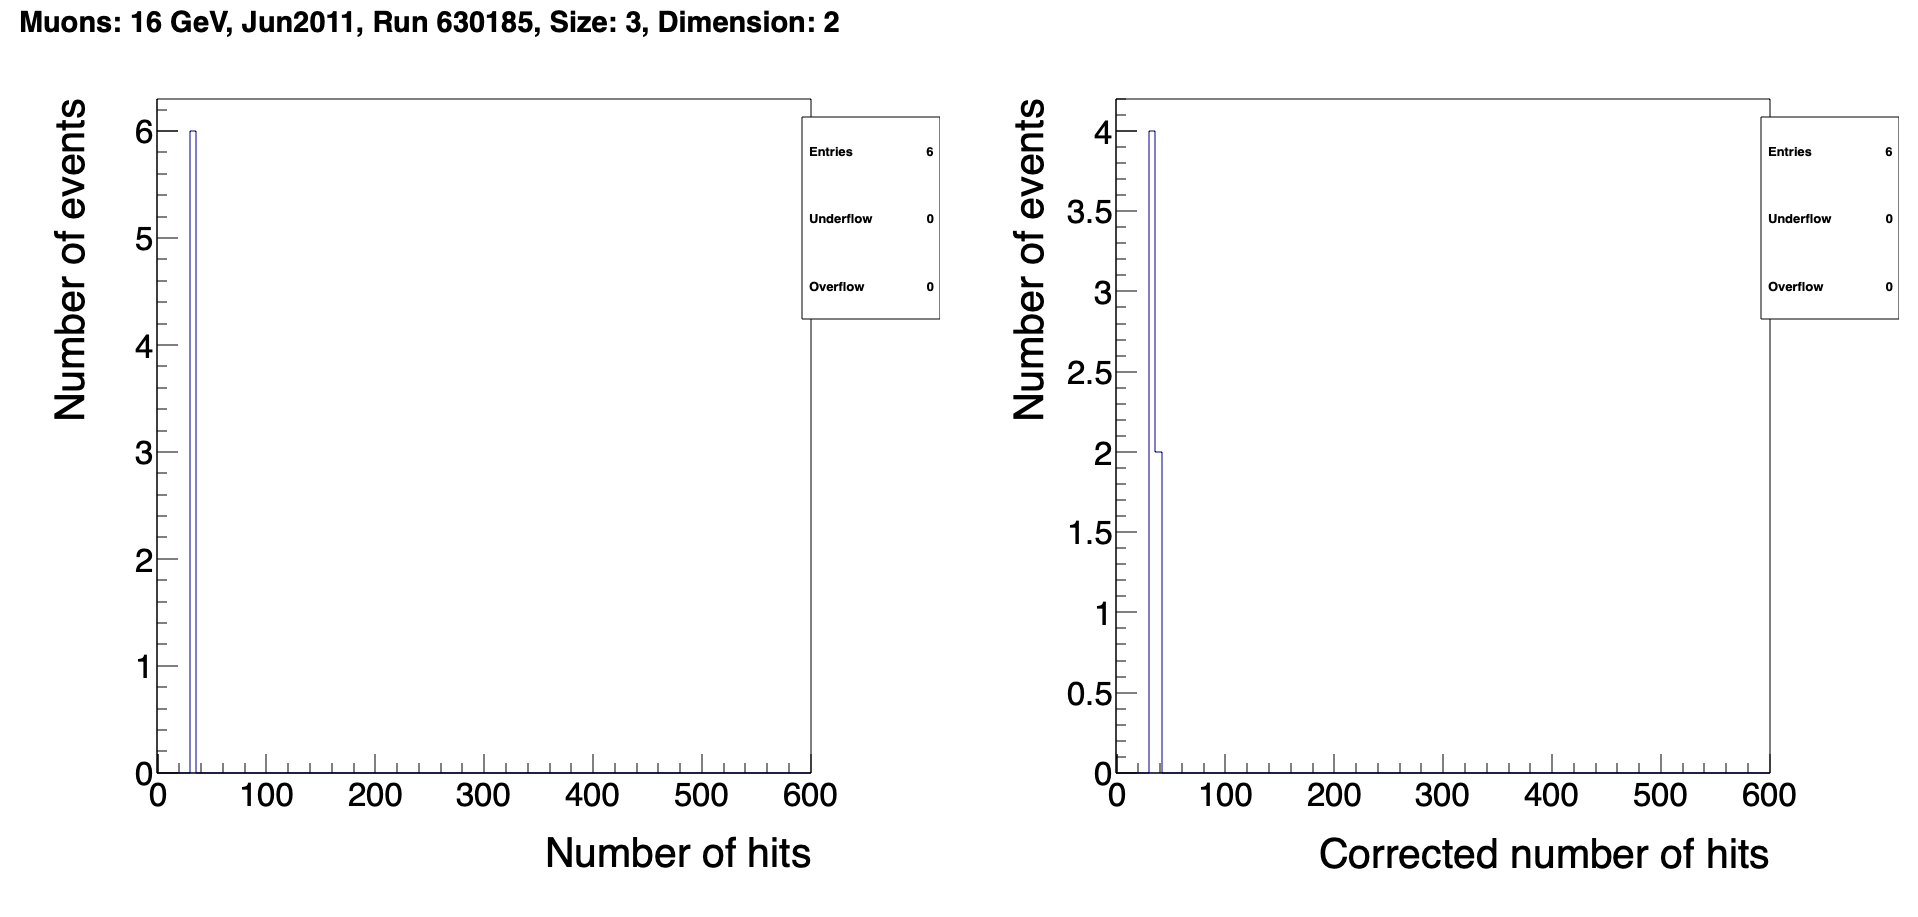 Muons: 16 GeV, Jun2011, Run 630185, Size: 3, Dimension: 2
Number of events
6
5
4
3
2
1
0
0 100 200 300 400 500 600
Number of hits
Entries 6
Underflow 0
Overflow 0
Number of events
4
3.5
3
2.5
2
1.5
1
0.5
0
0 100 200 300 400 500 600
Corrected number of hits
Entries 6
Underflow 0
Overflow 0